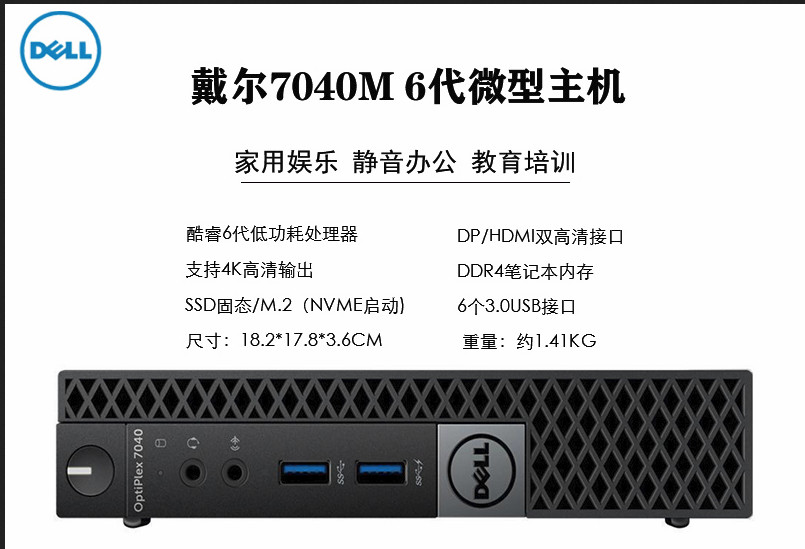 DELL
戴尔7040M 6代微型主机
家用娱乐 静音办公 教育培训
酷睿6代低功耗处理器
DP/HDMI双高清接口
支持4K高清输出
DDR4笔记本内存
SSD固态/M.2（NVME启动)
6个3.0USB接口
尺寸：18.2*17.8*3.6CM
重量：约1.41KG
OptiPlex 7040
SS
SS
DELL